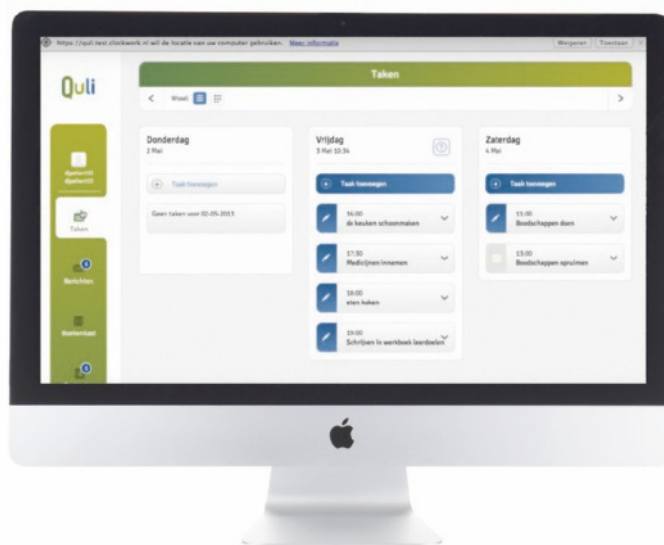 https://quli.test.clockwork.nl wil de locatie van uw computer gebruiken. Meer informatie
Weigeren
Toestaan
Quli
Taken
Wissel:
Taken
Berichten
Donderdag
2 Mei
Taak toevoegen
Geen taken voor 02-05-2013
Vrijdag
3 Mei 10:34
Taak toevoegen
16:00
de keuken schoonmaken
17:30
Medicijnen innemen
18:00
eten koken
19:00
Schrijven in werkboek leerdoelen
Zaterdag
4 Mei
Taak toevoegen
11:00
Boodschappen doen
13:00
Boodschappen opruimen